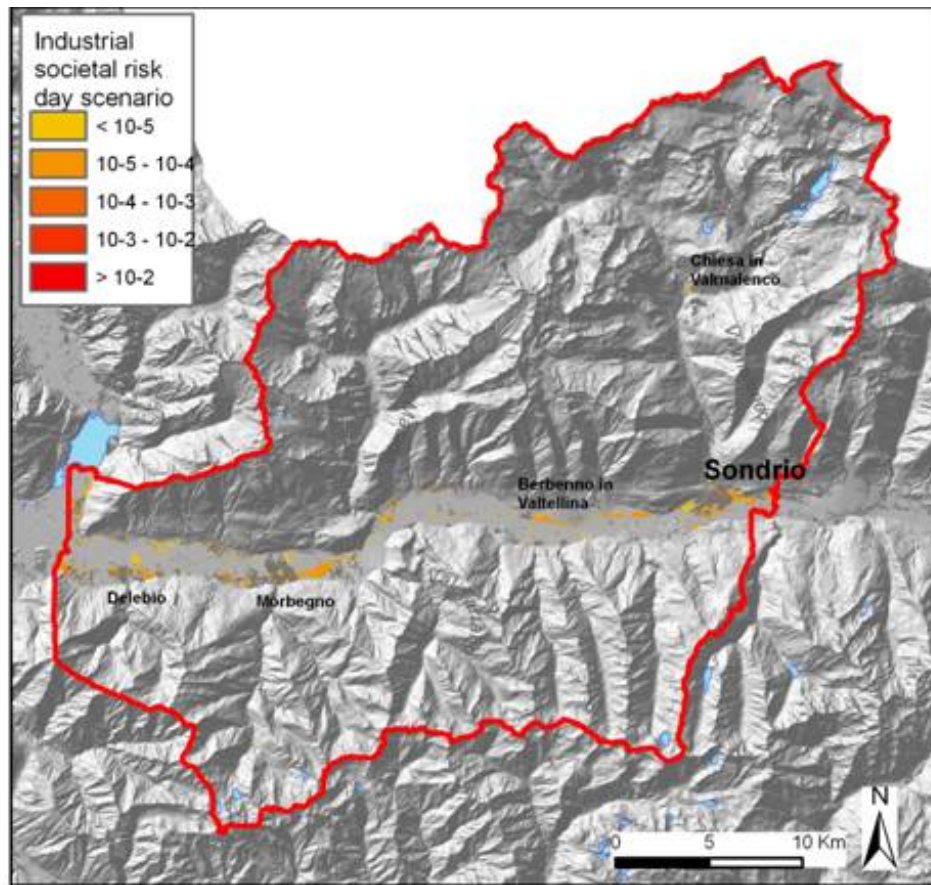 Industrial
societal risk
day scenario
< 10-5
10-5 - 10-4
10-4 - 10-3
10-3 - 10-2
> 10-2
Chiesa in
Valmalenco
Sondrio
Berbenno in
Valtellina
Delebio
Morbegno
N
0 5 10 Km